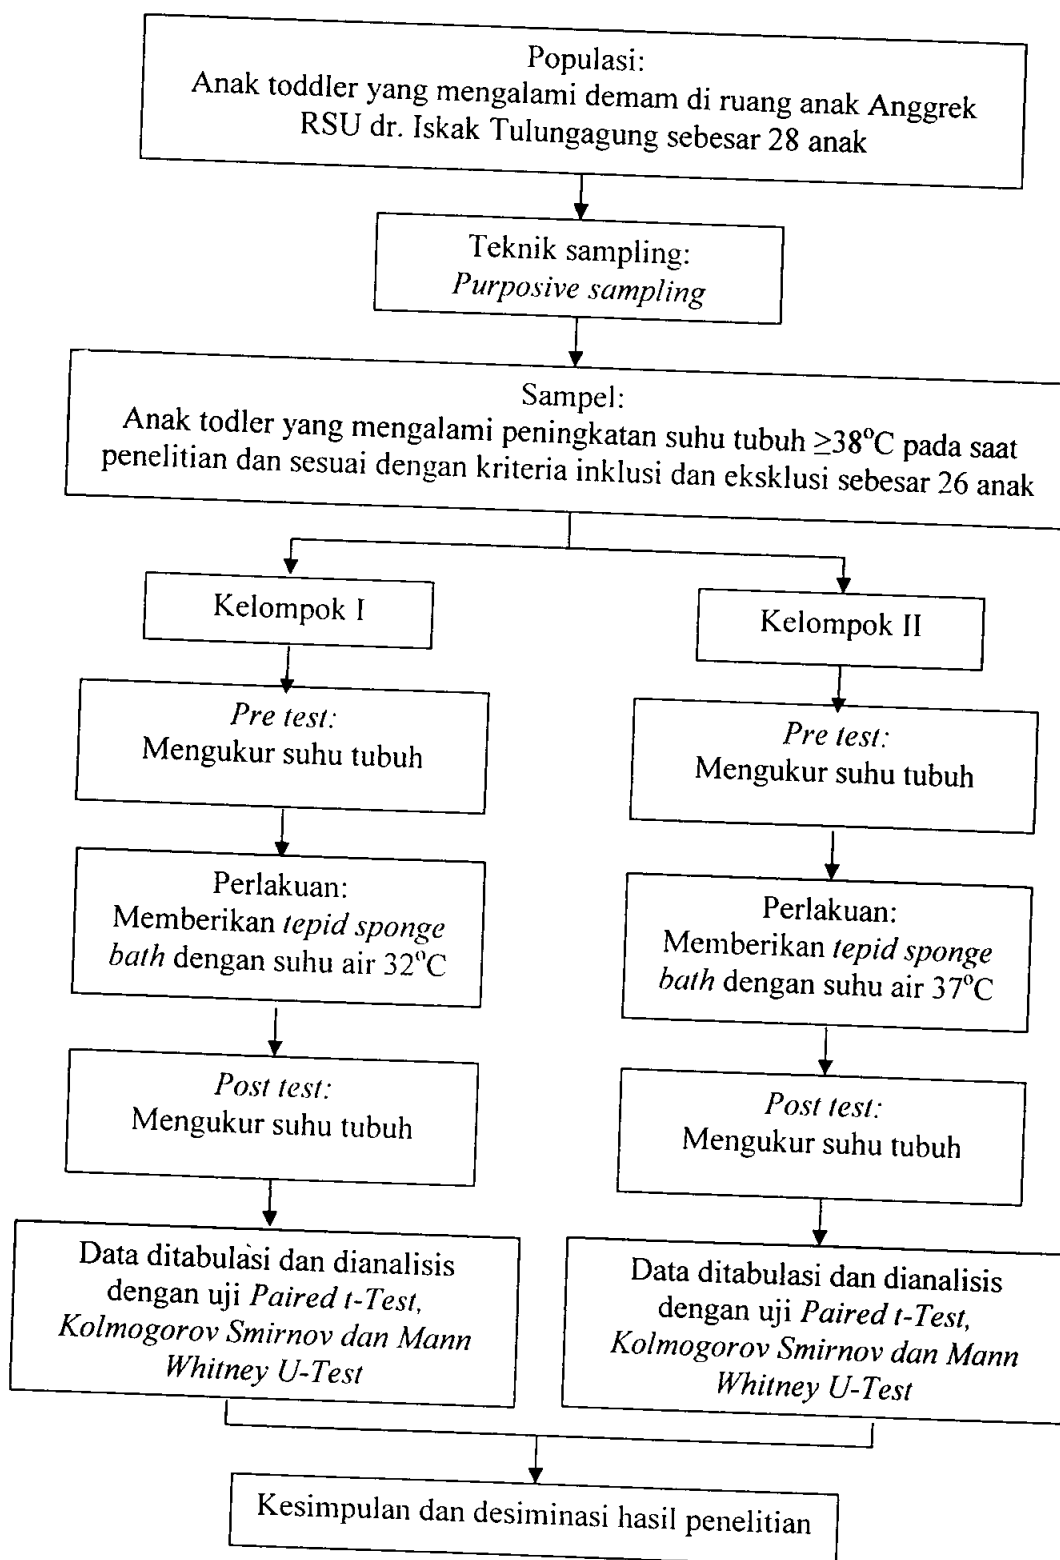 Populasi:
Anak toddler yang mengalami demam di ruang anak Anggrek
RSU dr. Iskak Tulungagung sebesar 28 anak
Teknik sampling:
Purposive sampling
Sampel:
Anak todler yang mengalami peningkatan suhu tubuh ≥38°C pada saat
penelitian dan sesuai dengan kriteria inklusi dan eksklusi sebesar 26 anak
Kelompok I
Pre test:
Mengukur suhu tubuh
Perlakuan:
Memberikan tepid sponge
bath dengan suhu air 32°C
Post test:
Mengukur suhu tubuh
Data ditabulasi dan dianalisis
dengan uji Paired t-Test,
Kolmogorov Smirnov dan Mann
Whitney U-Test
Kelompok II
Pre test:
Mengukur suhu tubuh
Perlakuan:
Memberikan tepid sponge
bath dengan suhu air 37°C
Post test:
Mengukur suhu tubuh
Data ditabulasi dan dianalisis
dengan uji Paired t-Test,
Kolmogorov Smirnov dan Mann
Whitney U-Test
Kesimpulan dan desiminasi hasil penelitian